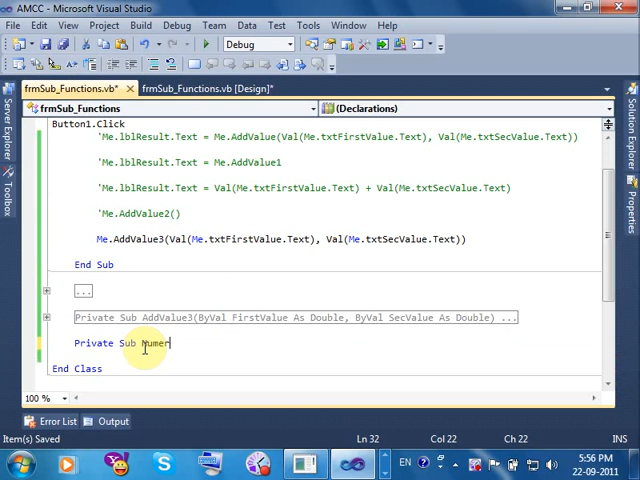 AMCC - Microsoft Visual Studio
File Edit View Project Build Debug Team Data Tools Test Window Help
Debug
frmSub_Functions.vb* frmSub_Functions.vb [Design]*
frmSub_Functions (Declarations)
Button1.Click
'Me.lblResult.Text = Me.AddValue(Val(Me.txtFirstValue.Text), Val(Me.txtSecValue.Text))
'Me.lblResult.Text = Me.AddValue1
'Me.lblResult.Text = Val(Me.txtFirstValue.Text) + Val(Me.txtSecValue.Text)
'Me.AddValue2()
Me.AddValue3(Val(Me.txtFirstValue.Text), Val(Me.txtSecValue.Text))
End Sub
...
Private Sub AddValue3(ByVal FirstValue As Double, ByVal SecValue As Double) ...
Private Sub Numer
End Class
Server Explorer
Toolbox
Solution Explorer
Properties
100 %
Error List Output
Item(s) Saved Ln 32 Col 22 Ch 22 INS
EN 5:56 PM
22-09-2011